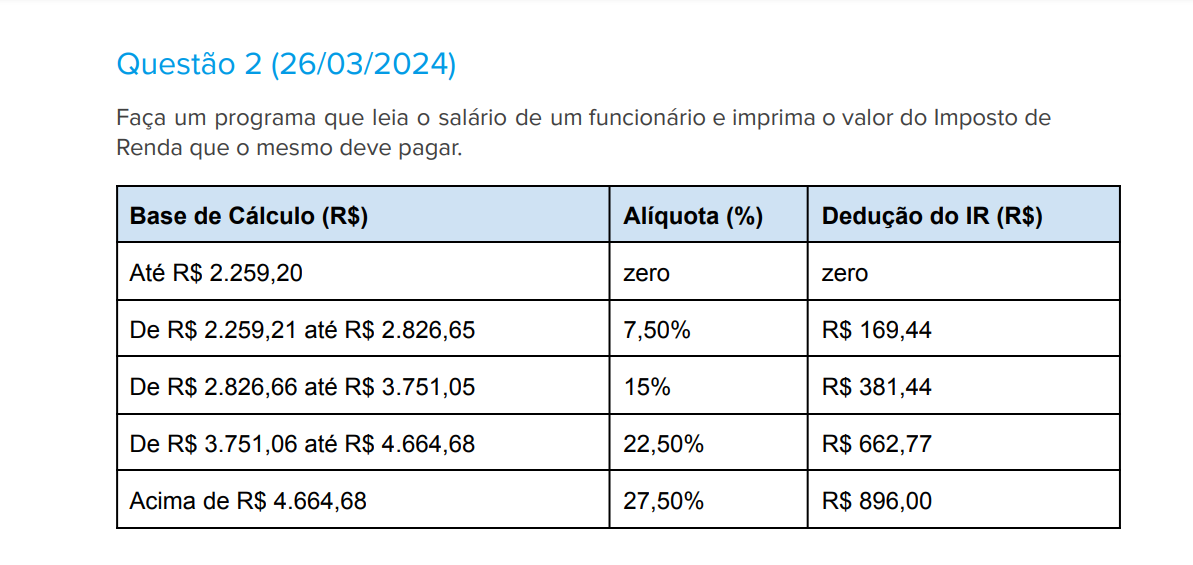 Questão 2 (26/03/2024)
Faça um programa que leia o salário de um funcionário e imprima o valor do Imposto de
Renda que o mesmo deve pagar.
Base de Cálculo (R$) Alíquota (%) Dedução do IR (R$)
Até R$ 2.259,20 zero zero
De R$ 2.259,21 até R$ 2.826,65 7,50% R$ 169,44
De R$ 2.826,66 até R$ 3.751,05 15% R$ 381,44
De R$ 3.751,06 até R$ 4.664,68 22,50% R$ 662,77
Acima de R$ 4.664,68 27,50% R$ 896,00